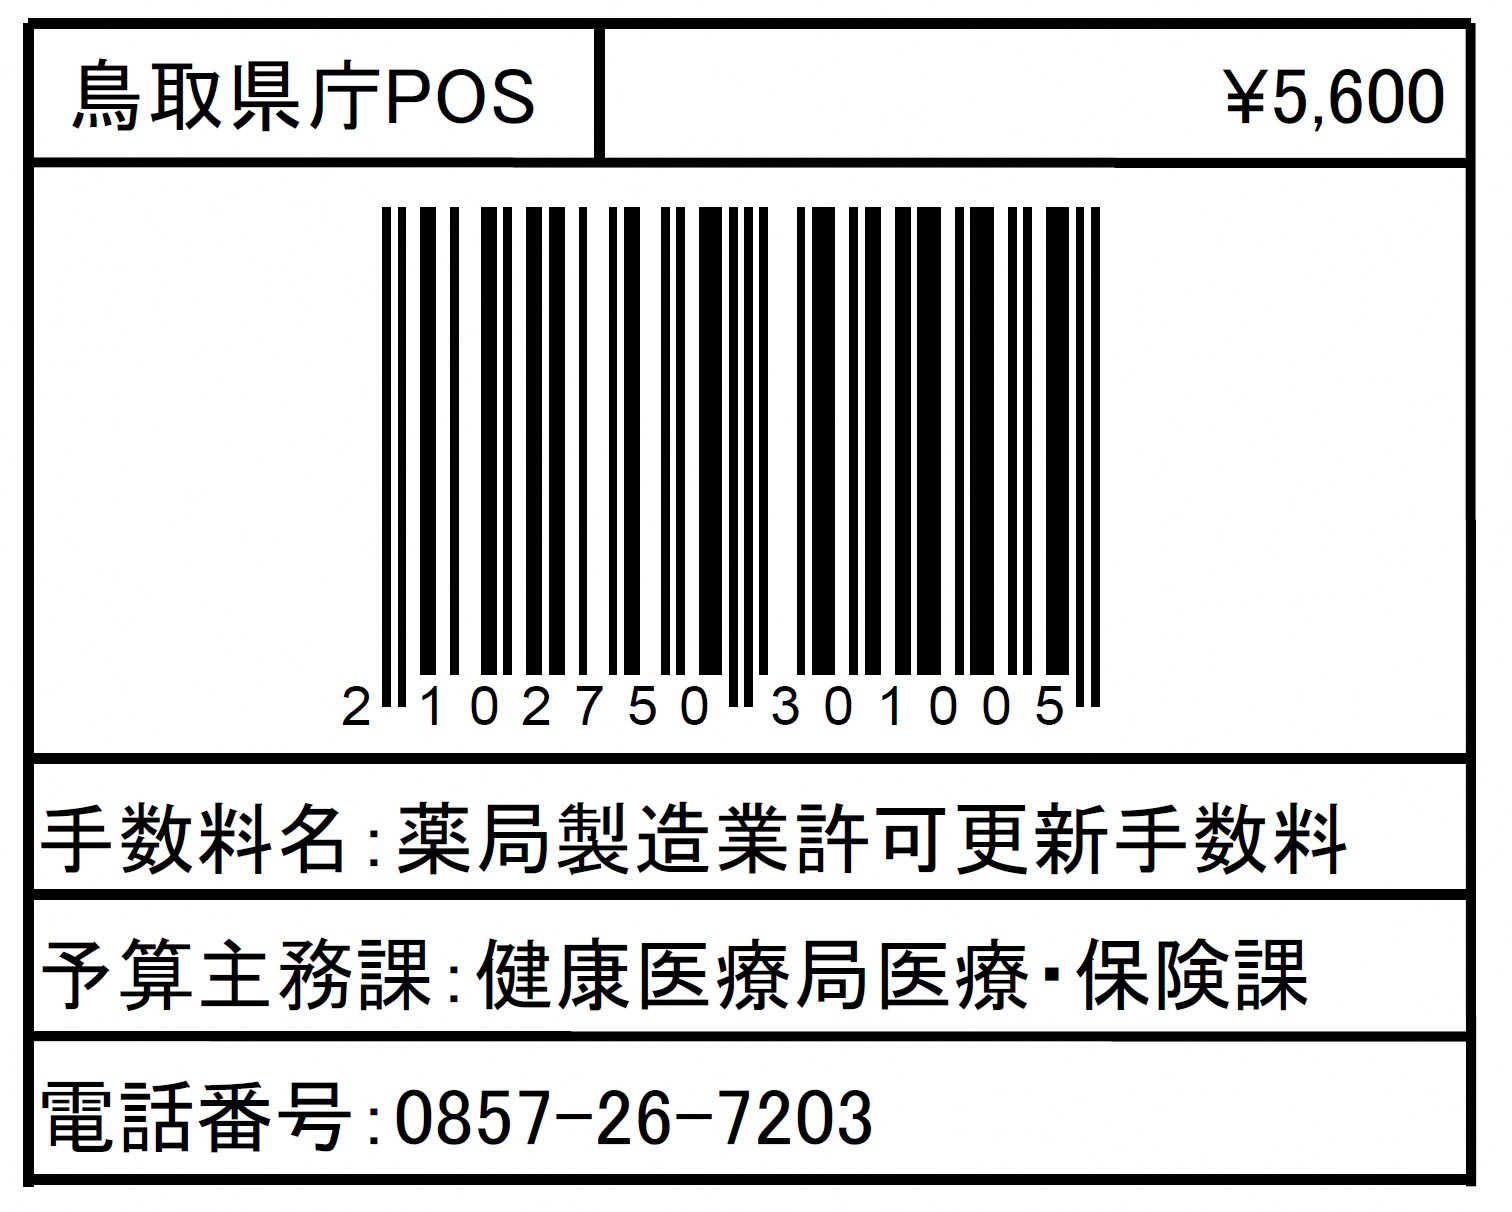 鳥取県庁POS ¥5,600
2 102750 301005
手数料名:薬局製造業許可更新手数料
予算主務課:健康医療局医療・保険課
電話番号:0857-26-7203